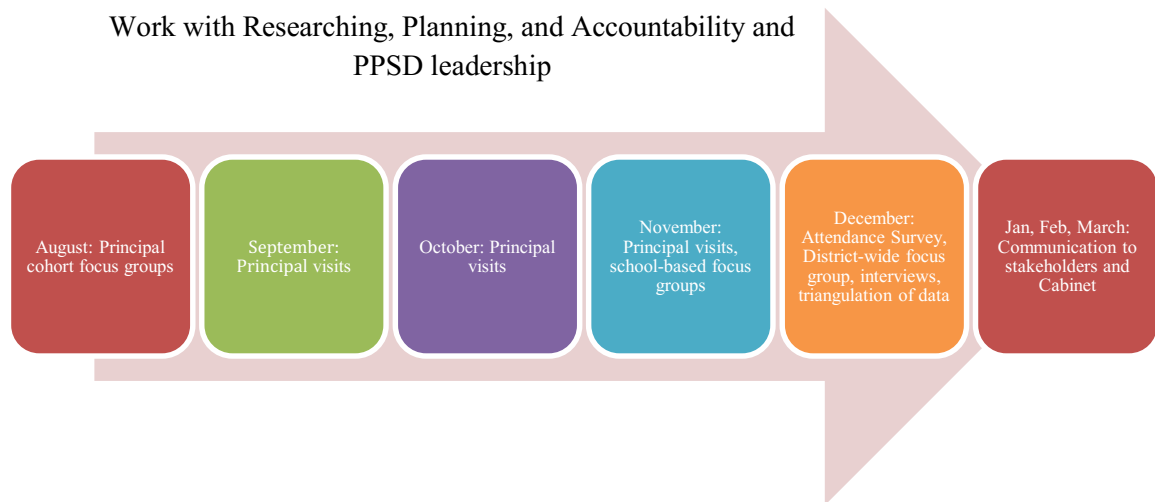 Work with Researching, Planning, and Accountability and
PPSD leadership
August: Principal
cohort focus groups
September:
Principal visits
October: Principal
visits
November:
Principal visits,
school-based focus
groups
December:
Attendance Survey,
District-wide focus
group, interviews,
triangulation of data
Jan, Feb, March:
Communication to
stakeholders and
Cabinet